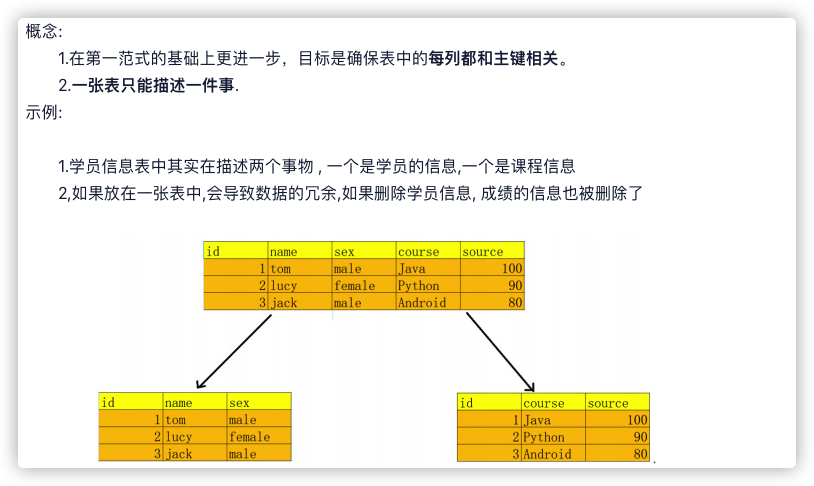 概念:
1.在第一范式的基础上更进一步，目标是确保表中的每列都和主键相关。
2.一张表只能描述一件事.
示例:
1.学员信息表中其实在描述两个事物 , 一个是学员的信息,一个是课程信息
2,如果放在一张表中,会导致数据的冗余,如果删除学员信息, 成绩的信息也被删除了
id name sex course source
1 tom male Java 100
2 lucy female Python 90
3 jack male Android 80
id name sex
1 tom male
2 lucy female
3 jack male
id course source
1 Java 100
2 Python 90
3 Android 80